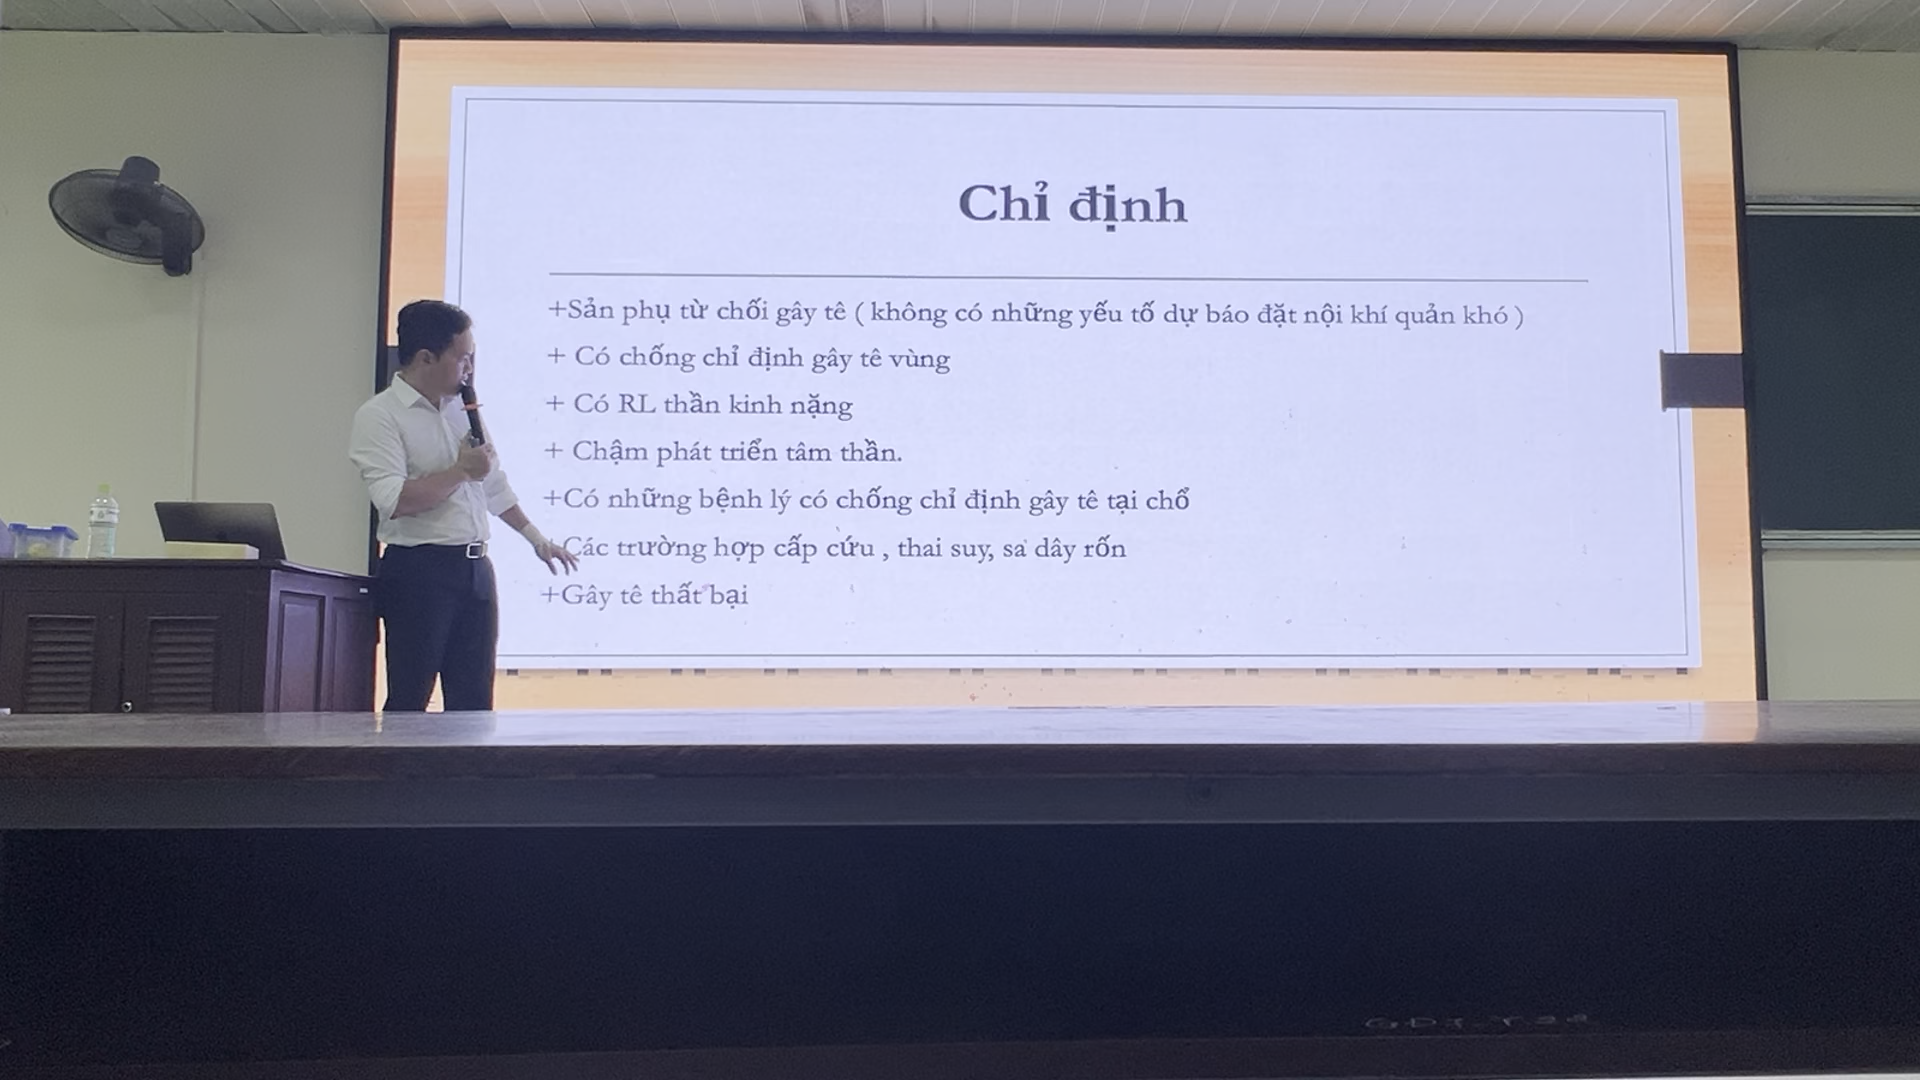 Chỉ định
+Sản phụ từ chối gây tê ( không có những yếu tố dự báo đặt nội khí quản khó )
+ Có chống chỉ định gây tê vùng
+ Có RL thần kinh nặng
+ Chậm phát triển tâm thần.
+Có những bệnh lý có chống chỉ định gây tê tại chổ
+Các trường hợp cấp cứu , thai suy, sa dây rốn
+Gây tê thất bại